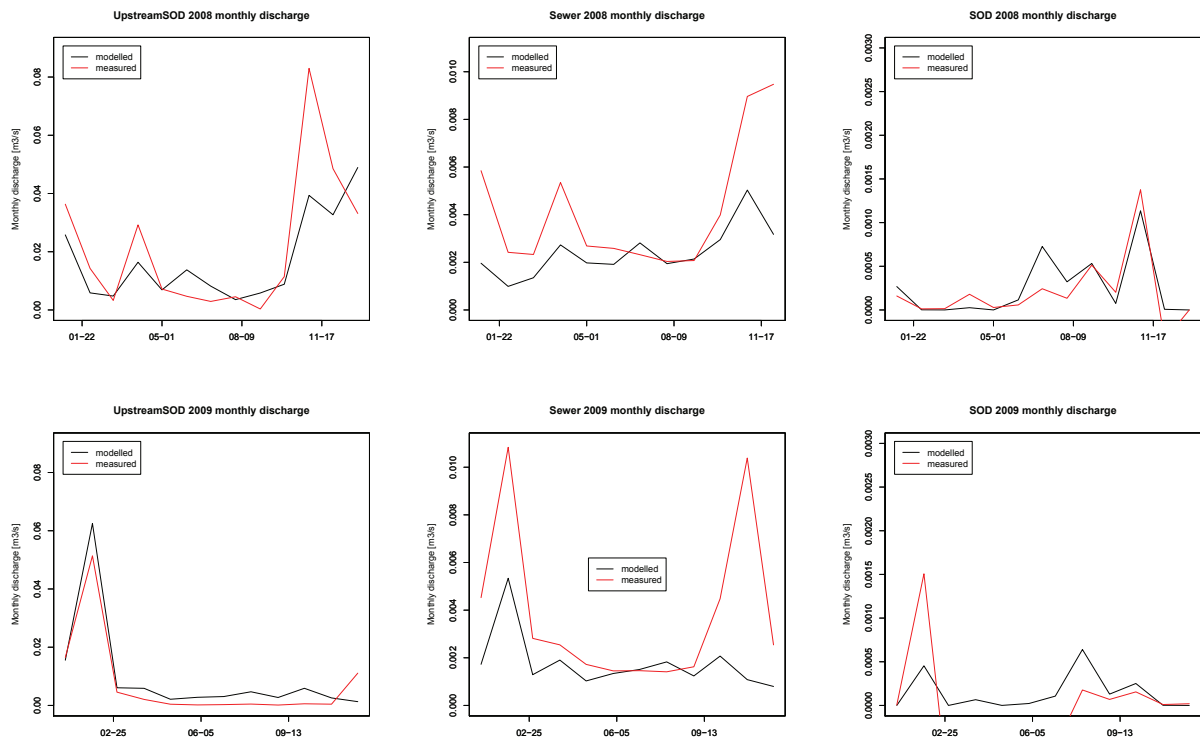 UpstreamSOD 2008 monthly discharge
Monthly discharge [m3/s]
0.00
0.02
0.04
0.06
0.08
modelled
measured
01−22
05−01
08−09
11−17
Sewer 2008 monthly discharge
Monthly discharge [m3/s]
0.000
0.002
0.004
0.006
0.008
0.010
modelled
measured
01−22
05−01
08−09
11−17
SOD 2008 monthly discharge
Monthly discharge [m3/s]
0.0000
0.0005
0.0010
0.0015
0.0020
0.0025
0.0030
modelled
measured
01−22
05−01
08−09
11−17
UpstreamSOD 2009 monthly discharge
Monthly discharge [m3/s]
0.00
0.02
0.04
0.06
0.08
modelled
measured
02−25
06−05
09−13
Sewer 2009 monthly discharge
Monthly discharge [m3/s]
0.000
0.002
0.004
0.006
0.008
0.010
modelled
measured
02−25
06−05
09−13
SOD 2009 monthly discharge
Monthly discharge [m3/s]
0.0000
0.0005
0.0010
0.0015
0.0020
0.0025
0.0030
modelled
measured
02−25
06−05
09−13